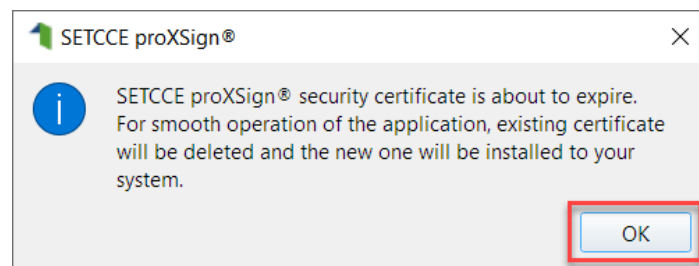 SETCCE proXSign®
SETCCE proXSign® security certificate is about to expire.
For smooth operation of the application, existing certificate
will be deleted and the new one will be installed to your
system.
OK